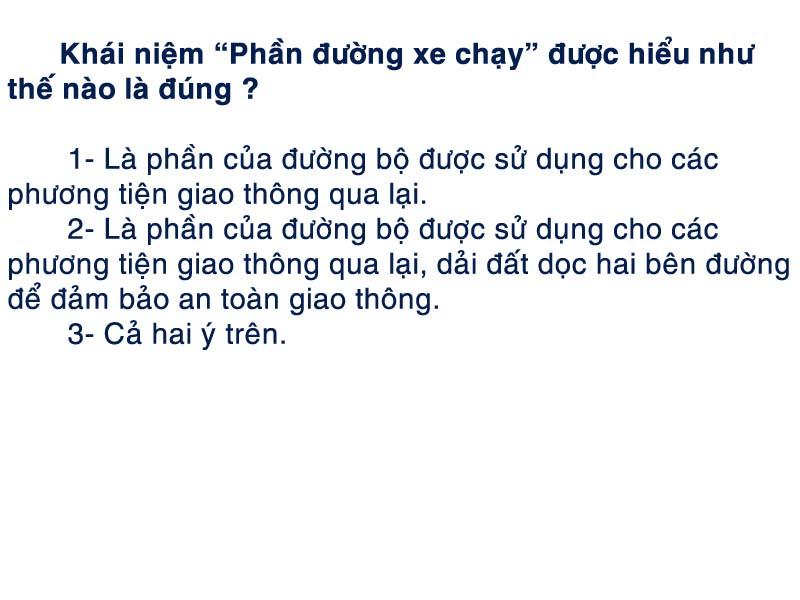 Khái niệm “Phần đường xe chạy” được hiểu như
thế nào là đúng ?
1- Là phần của đường bộ được sử dụng cho các
phương tiện giao thông qua lại.
2- Là phần của đường bộ được sử dụng cho các
phương tiện giao thông qua lại, dải đất dọc hai bên đường
để đảm bảo an toàn giao thông.
3- Cả hai ý trên.